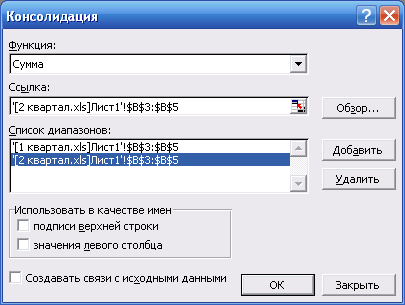 Консолидация
Функция:
Сумма
Ссылка:
'[2 квартал.xls]Лист1'!$B$3:$B$5
Обзор...
Список диапазонов:
'[1 квартал.xls]Лист1'!$B$3:$B$5
'[2 квартал.xls]Лист1'!$B$3:$B$5
Добавить
Удалить
Использовать в качестве имен
подписи верхней строки
значения левого столбца
Создавать связи с исходными данными
OK
Закрыть